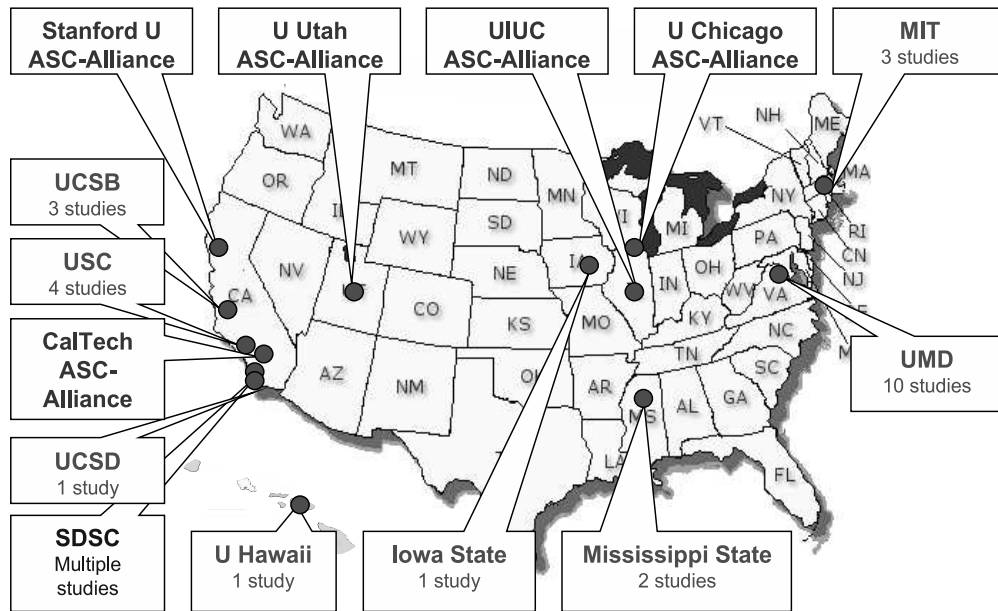 Stanford U
ASC-Alliance
U Utah
ASC-Alliance
UIUC
ASC-Alliance
U Chicago
ASC-Alliance
MIT
3 studies
UCSB
3 studies
USC
4 studies
CalTech
ASC-
Alliance
UCSD
1 study
SDSC
Multiple
studies
U Hawaii
1 study
Iowa State
1 study
Mississippi State
2 studies
UMD
10 studies
WA
OR
CA
NV
MT
WY
CO
AZ
NM
ND
SD
NE
KS
MN
IA
MO
AR
LA
MS
AL
GA
FL
SC
NC
TN
KY
VA
WV
OH
IN
MI
PA
NY
VT
NH
ME
MA
RI
CN
NJ